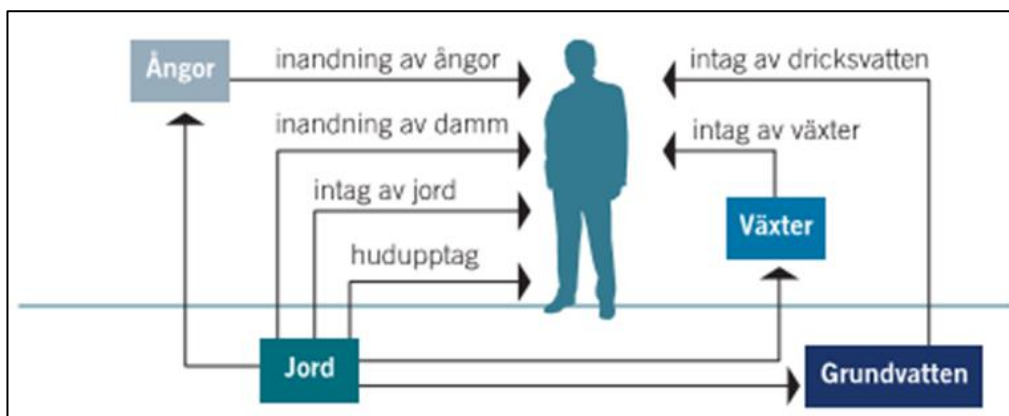 Ångor
inandning av ångor
inandning av damm
intag av jord
hudupptag
intag av dricksvatten
intag av växter
Växter
Jord
Grundvatten